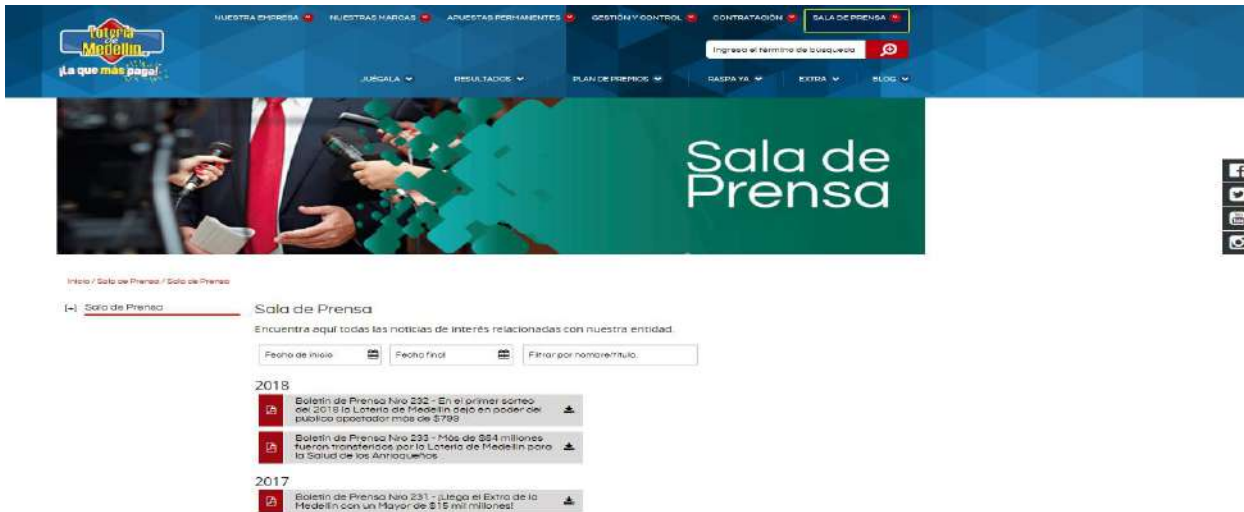 NUESTRA EMPRESA NUESTRAS MARCAS APUESTAS PERMANENTES GESTIÓN Y CONTROL CONTRATACIÓN SALA DE PRENSA
Lotería
de
Medellín
¡La que más paga!
Ingresa el término de búsqueda
JUÉGALA RESULTADOS PLAN DE PREMIOS RASPA YA EXTRA BLOG
Sala de
Prensa
Inicio / Sala de Prensa / Sala de Prensa
[+] Sala de Prensa
Sala de Prensa
Encuentra aquí todas las noticias de interés relacionadas con nuestra entidad.
Fecha de inicio Fecha final Filtrar por nombre/título.
2018
Boletín de Prensa Nro 232 - En el primer sorteo
del 2018 la Lotería de Medellín dejó en poder del
público apostador más de $799
Boletín de Prensa Nro 233 - Más de $84 millones
fueron transferidos por la Lotería de Medellín para
la Salud de los Antioqueños
2017
Boletín de Prensa Nro 231 - ¡Llega el Extra de la
Medellín con un Mayor de $15 mil millones!